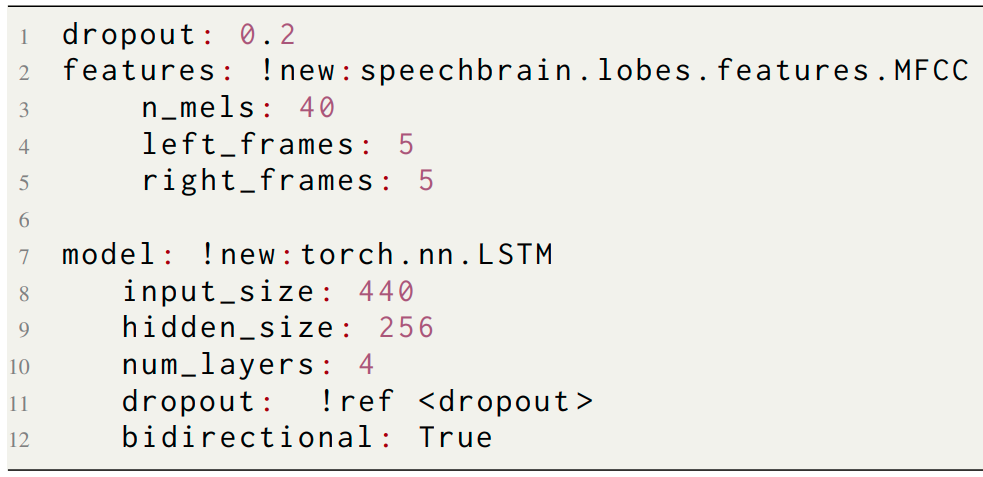 1 dropout: 0.2
2 features: !new:speechbrain.lobes.features.MFCC
3     n_mels: 40
4     left_frames: 5
5     right_frames: 5
6
7 model: !new:torch.nn.LSTM
8    input_size: 440
9    hidden_size: 256
10    num_layers: 4
11    dropout:  !ref <dropout>
12    bidirectional: True